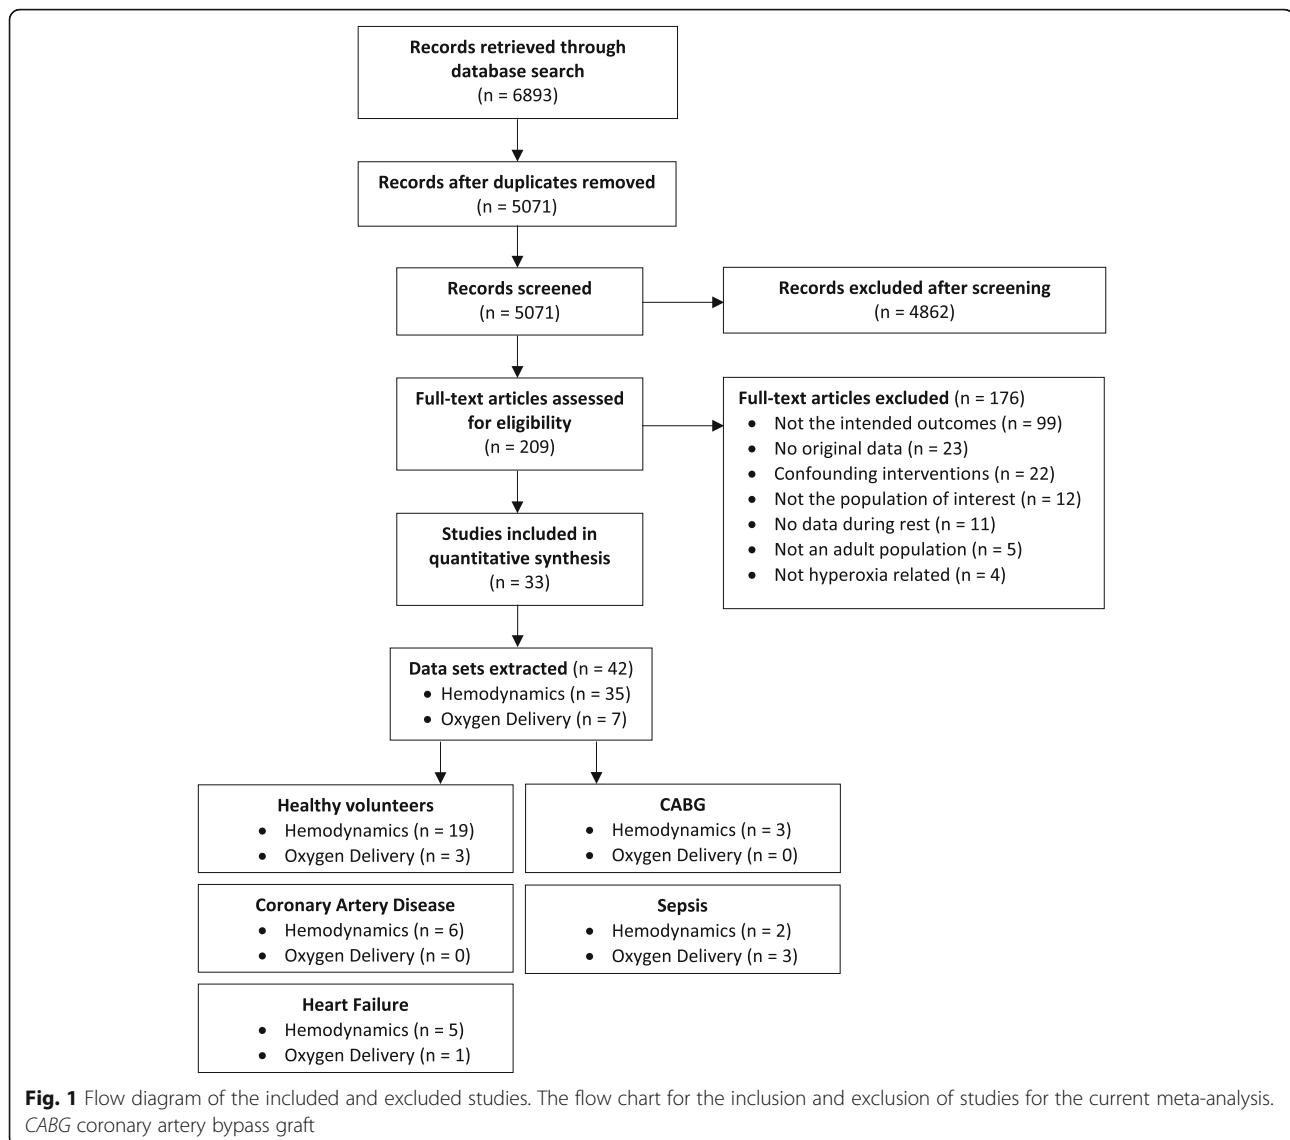 Records retrieved through
database search
(n = 6893)
Records after duplicates removed
(n = 5071)
Records screened
(n = 5071)
Records excluded after screening
(n = 4862)
Full-text articles assessed
for eligibility
(n = 209)
Full-text articles excluded (n = 176)
• Not the intended outcomes (n = 99)
• No original data (n = 23)
• Confounding interventions (n = 22)
• Not the population of interest (n = 12)
• No data during rest (n = 11)
• Not an adult population (n = 5)
• Not hyperoxia related (n = 4)
Studies included in
quantitative synthesis
(n = 33)
Data sets extracted (n = 42)
• Hemodynamics (n = 35)
• Oxygen Delivery (n = 7)
Healthy volunteers
• Hemodynamics (n = 19)
• Oxygen Delivery (n = 3)
CABG
• Hemodynamics (n = 3)
• Oxygen Delivery (n = 0)
Coronary Artery Disease
• Hemodynamics (n = 6)
• Oxygen Delivery (n = 0)
Sepsis
• Hemodynamics (n = 2)
• Oxygen Delivery (n = 3)
Heart Failure
• Hemodynamics (n = 5)
• Oxygen Delivery (n = 1)
Fig. 1 Flow diagram of the included and excluded studies. The flow chart for the inclusion and exclusion of studies for the current meta-analysis.
CABG coronary artery bypass graft